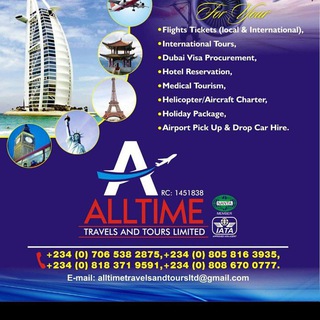 For Your
•Flights Tickets (local & International),
•International Tours,
•Dubai Visa Procurement,
•Hotel Reservation,
•Medical Tourism,
•Helicopter/Aircraft Charter,
•Holiday Package,
•Airport Pick Up & Drop Car Hire.
A
RC: 1451838
ALLTIME
TRAVELS AND TOURS LIMITED
NANTA
MEMBER
IATA
+234 (0) 706 538 2875,+234 (0) 805 816 3935,
+234 (0) 818 371 9591,+234 (0) 808 670 0777.
E-mail: alltimetravelsandtoursltd@gmail.com